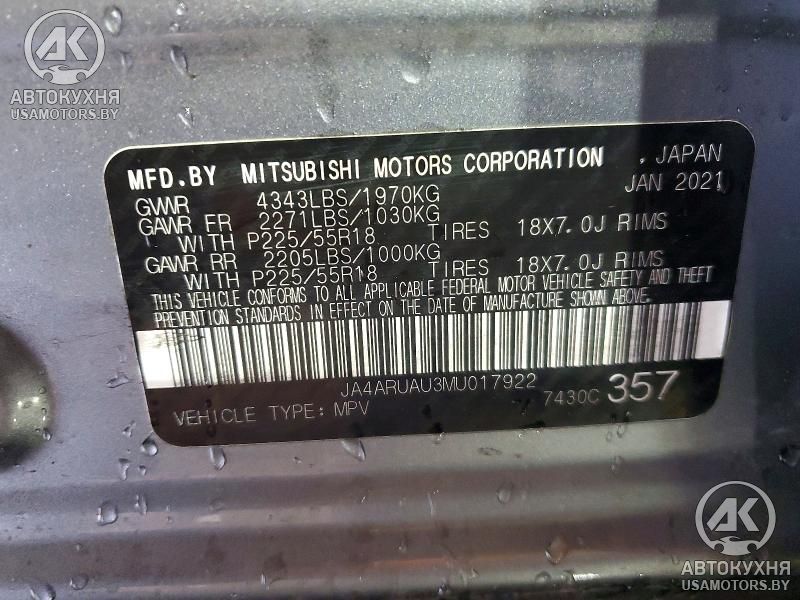 AK
АВТОКУХНЯ
USAMOTORS.BY
MFD.BY MITSUBISHI MOTORS CORPORATION . JAPAN
GVWR 4343LBS/1970KG JAN 2021
GAWR FR 2271LBS/1030KG
WITH P225/55R18 TIRES 18X7.0J RIMS
GAWR RR 2205LBS/1000KG
WITH P225/55R18 TIRES 18X7.0J RIMS
THIS VEHICLE CONFORMS TO ALL APPLICABLE FEDERAL MOTOR VEHICLE SAFETY AND THEFT
PREVENTION STANDARDS IN EFFECT ON THE DATE OF MANUFACTURE SHOWN ABOVE.
JA4ARUAU3MU017922
VEHICLE TYPE: MPV 7430C 357
AK
АВТОКУХНЯ
USAMOTORS.BY